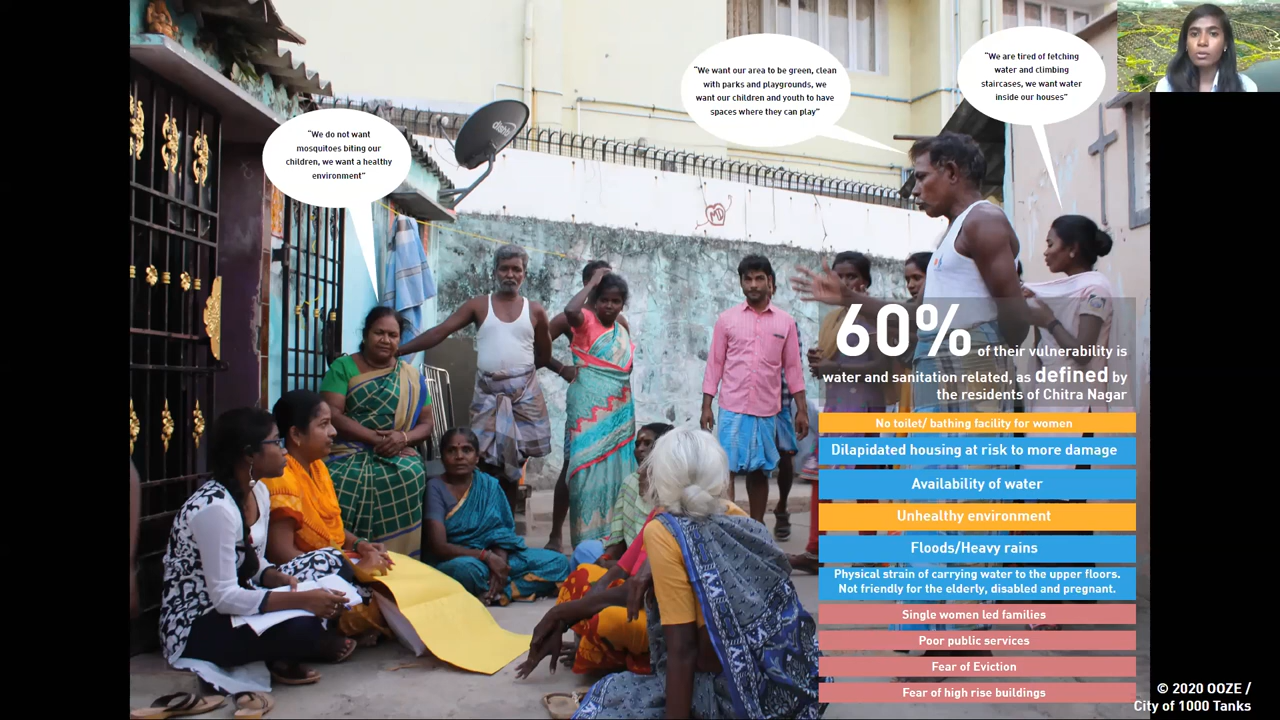 "We do not want
mosquitoes biting our
children, we want a healthy
environment"
"We want our area to be green, clean
with parks and playgrounds, we
want our children and youth to have
spaces where they can play"
"We are tired of fetching
water and climbing
staircases, we want water
inside our houses"
dishtv
MD
60% of their vulnerability is
water and sanitation related, as defined by
the residents of Chitra Nagar
No toilet/ bathing facility for women
Dilapidated housing at risk to more damage
Availability of water
Unhealthy environment
Floods/Heavy rains
Physical strain of carrying water to the upper floors.
Not friendly for the elderly, disabled and pregnant.
Single women led families
Poor public services
Fear of Eviction
Fear of high rise buildings
© 2020 OOZE /
City of 1000 Tanks